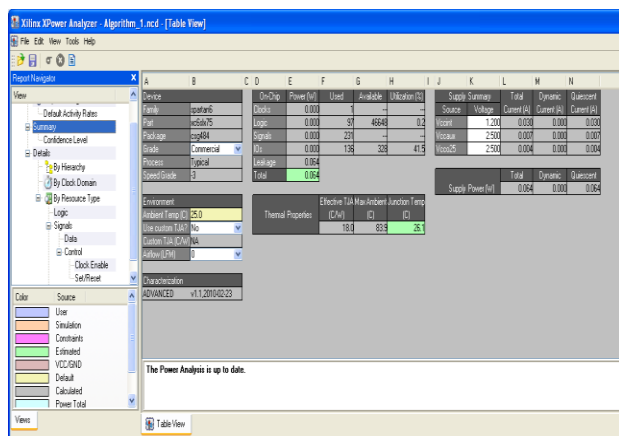 Xilinx XPower Analyzer - Algorithm_1.ncd - [Table View]
File Edit View Tools Help
Report Navigator X
View
Default Activity Rates
Summary
Confidence Level
Details
By Hierarchy
By Clock Domain
By Resource Type
Logic
Signals
Data
Control
Clock Enable
Set/Reset
Color Source
User
Simulation
Constraints
Estimated
VCC/GND
Default
Calculated
Power Total
Views
A B C D E F G H I J K L M N
Device
Family spartan6
Part xc6slx75
Package csg484
Grade Commercial
Process Typical
Speed Grade -3
Environment
Ambient Temp (C) 25.0
Use custom TJA? No
Custom TJA (C/W) NA
Airflow (LFM) 0
Characterization
ADVANCED v1.1,2010-02-23
On-Chip Power (W) Used Available Utilization (%)
Clocks 0.000 1 -- --
Logic 0.000 97 46648 0.2
Signals 0.000 231 -- --
IOs 0.000 136 328 41.5
Leakage 0.064
Total 0.064
Effective TJA Max Ambient Junction Temp
Thermal Properties (C/W) (C) (C)
18.0 83.9 26.1
Supply Summary Total Dynamic Quiescent
Source Voltage Current (A) Current (A) Current (A)
Vccint 1.200 0.030 0.000 0.030
Vccaux 2.500 0.007 0.000 0.007
Vcco25 2.500 0.004 0.000 0.004
Total Dynamic Quiescent
Supply Power (W) 0.064 0.000 0.064
The Power Analysis is up to date.
Table View